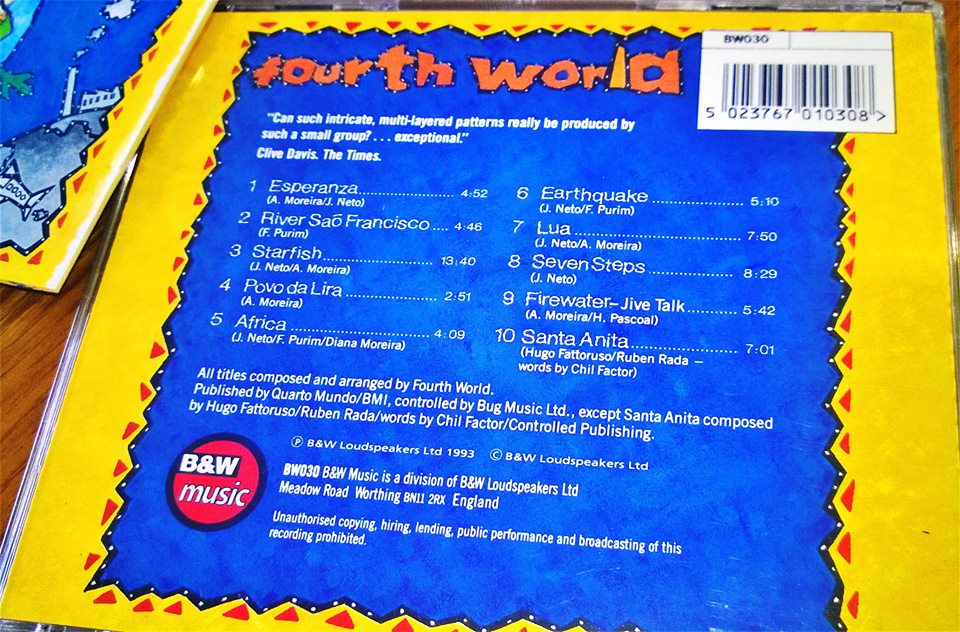 BW030
5 023767 010308 >
fourth world
"Can such intricate, multi-layered patterns really be produced by
such a small group? . . . exceptional."
Clive Davis. The Times.
1 Esperanza........................ 4:52
(A. Moreira/J. Neto)
2 River Saõ Francisco.... 4:46
(F. Purim)
3 Starfish........................ 13:40
(J. Neto/A. Moreira)
4 Povo da Lira................... 2:51
(A. Moreira)
5 Africa............................. 4:09
(J. Neto/F. Purim/Diana Moreira)
6 Earthquake................... 5:10
(J. Neto/F. Purim)
7 Lua................................. 7:50
(J. Neto/A. Moreira)
8 Seven Steps.................. 8:29
(J. Neto)
9 Firewater–Jive Talk.......... 5:42
(A. Moreira/H. Pascoal)
10 Santa Anita..................... 7:01
(Hugo Fattoruso/Ruben Rada –
words by Chil Factor)
All titles composed and arranged by Fourth World.
Published by Quarto Mundo/BMI, controlled by Bug Music Ltd., except Santa Anita composed
by Hugo Fattoruso/Ruben Rada/words by Chil Factor/Controlled Publishing.
℗ B&W Loudspeakers Ltd 1993 © B&W Loudspeakers Ltd
B&W
music
BW030 B&W Music is a division of B&W Loudspeakers Ltd
Meadow Road Worthing BN11 2RX England
Unauthorised copying, hiring, lending, public performance and broadcasting of this
recording prohibited.